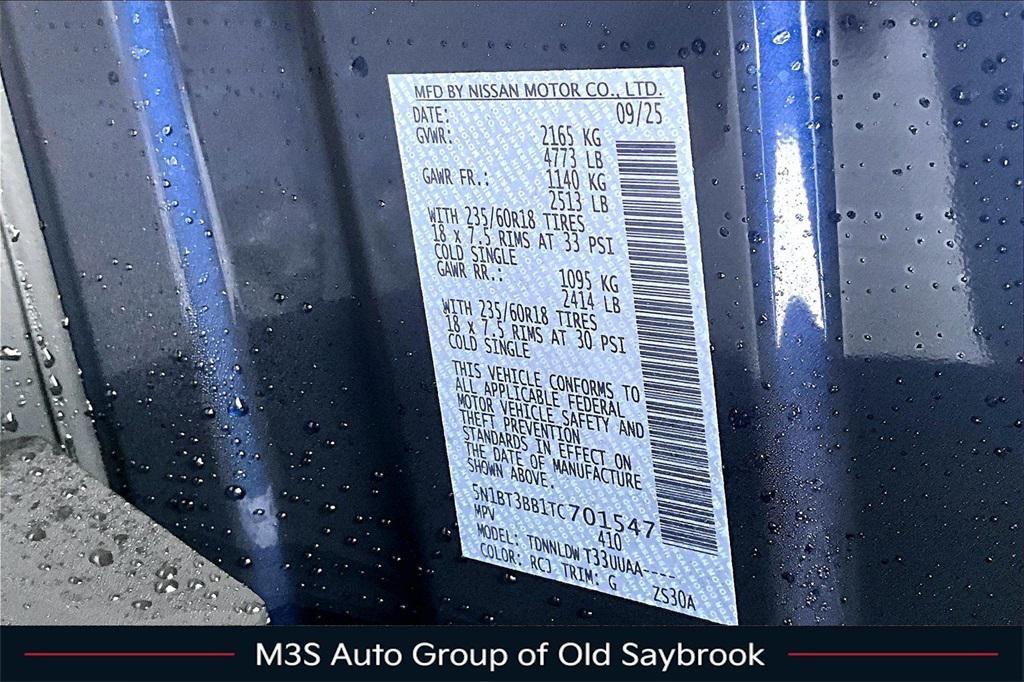 MFD BY NISSAN MOTOR CO., LTD.
DATE: 09/25
GVWR: 2165 KG
4773 LB
GAWR FR.: 1140 KG
2513 LB
WITH 235/60R18 TIRES
18 x 7.5 RIMS AT 33 PSI
COLD SINGLE
GAWR RR.: 1095 KG
2414 LB
WITH 235/60R18 TIRES
18 x 7.5 RIMS AT 30 PSI
COLD SINGLE
THIS VEHICLE CONFORMS TO
ALL APPLICABLE FEDERAL
MOTOR VEHICLE SAFETY AND
THEFT PREVENTION
STANDARDS IN EFFECT ON
THE DATE OF MANUFACTURE
SHOWN ABOVE.
5N1BT3BB1TC701547
MPV 410
MODEL: TDNNLDW T33UUAA----
COLOR: RCJ TRIM: G ZS30A
M3S Auto Group of Old Saybrook